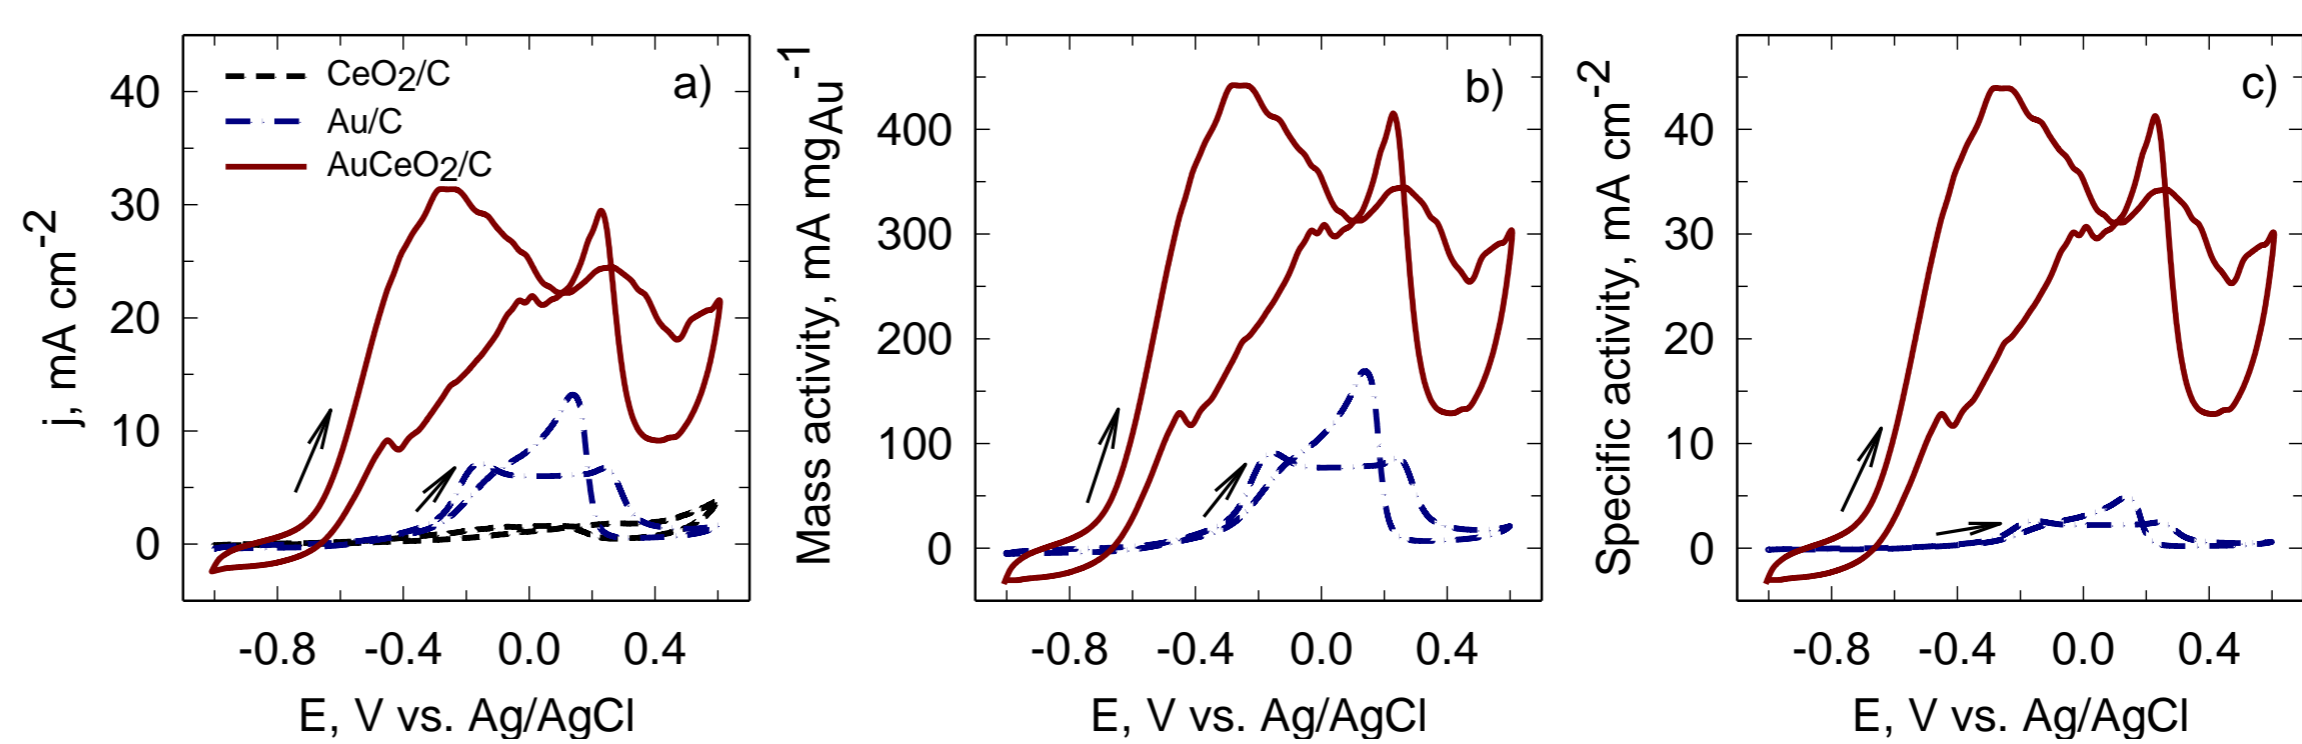 a)
CeO2/C
Au/C
AuCeO2/C
40
30
20
10
0
j, mA cm-2
-0.8 -0.4 0.0 0.4
E, V vs. Ag/AgCl
b)
400
300
200
100
0
Mass activity, mA mgAu-1
-0.8 -0.4 0.0 0.4
E, V vs. Ag/AgCl
c)
40
30
20
10
0
Specific activity, mA cm-2
-0.8 -0.4 0.0 0.4
E, V vs. Ag/AgCl